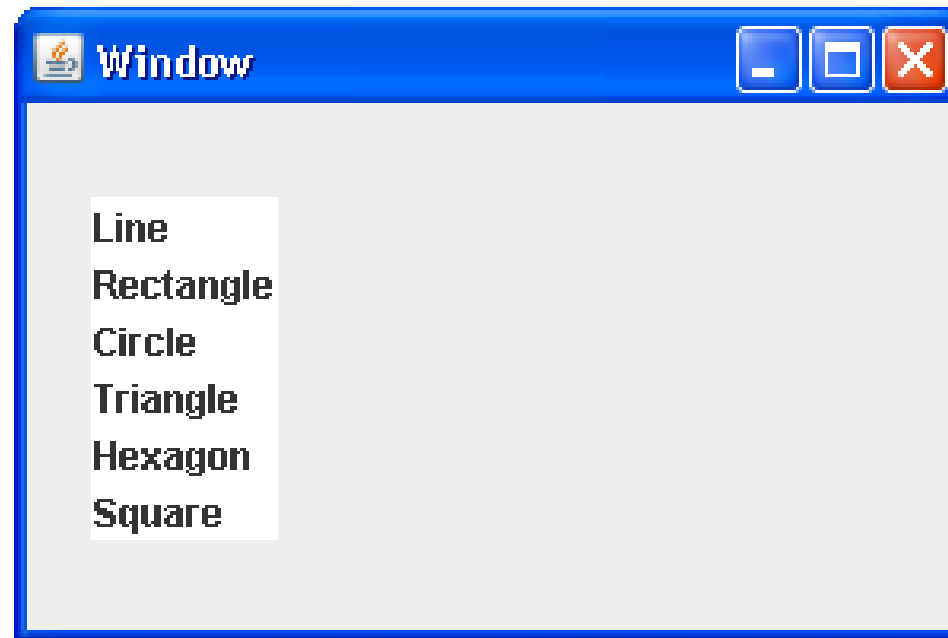 Window
Line
Rectangle
Circle
Triangle
Hexagon
Square